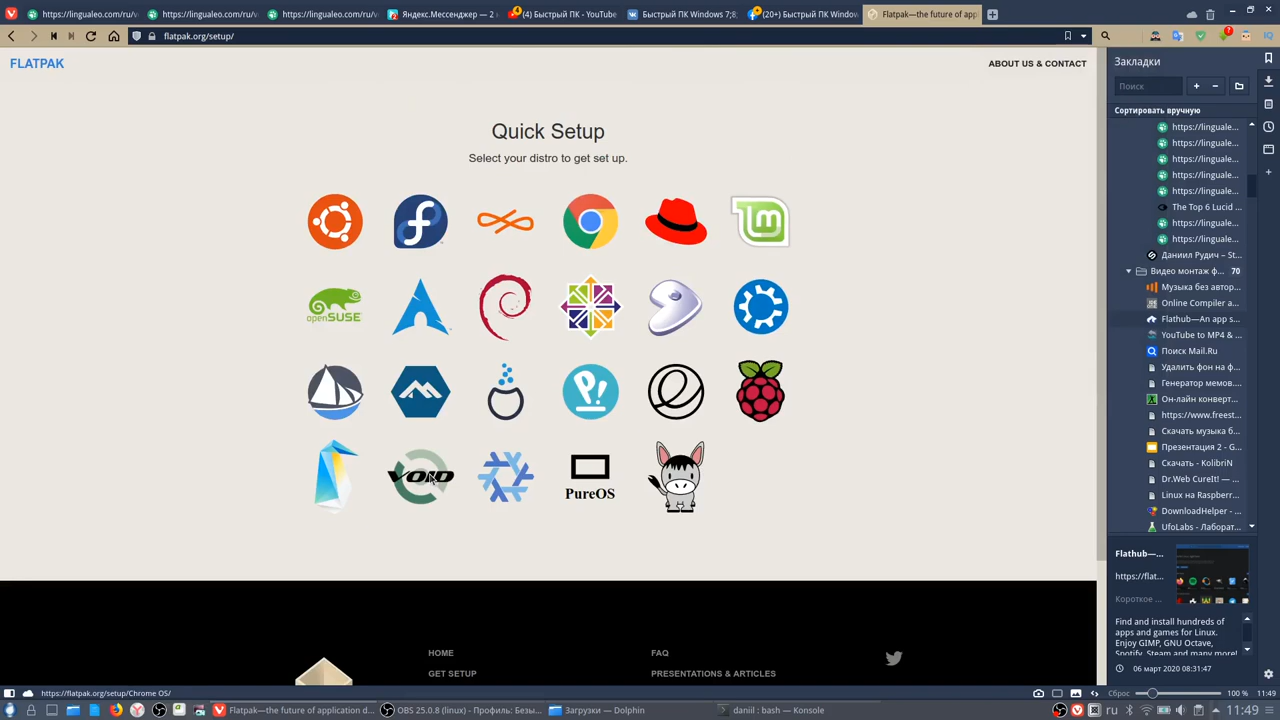 https://lingualeo.com/ru/v
https://lingualeo.com/ru/v
https://lingualeo.com/ru/v
Яндекс.Мессенджер — 2
(4) Быстрый ПК - YouTube
Быстрый ПК Windows 7;8;
(20+) Быстрый ПК Wind
Flatpak—the future of app
flatpak.org/setup/
FLATPAK
ABOUT US & CONTACT
Quick Setup
Select your distro to get set up.
openSUSE
VOID
PureOS
HOME
FAQ
GET SETUP
PRESENTATIONS & ARTICLES
Закладки
Поиск
Сортировать вручную
https://linguale...
https://linguale...
https://linguale...
https://linguale...
https://linguale...
The Top 6 Lucid ...
https://linguale...
https://linguale...
Даниил Рудич – St...
Видео монтаж ф... 70
Музыка без автор...
Online Compiler a...
Flathub—An app s...
YouTube to MP4 & ...
Поиск Mail.Ru
Удалить фон на ф...
Генератор мемов...
Он-лайн конверт...
https://www.freest...
Скачать музыка б...
Презентация 2 - G...
Скачать - KolibriN
Dr.Web CureIt! — ...
Linux на Raspberr...
DownloadHelper - ...
UfoLabs - Лаборат...
Flathub—...
https://flat...
Короткое ...
Find and install hundreds of
apps and games for Linux.
Enjoy GIMP, GNU Octave,
Spotify, Steam and many more!
06 март 2020 08:31:47
https://flatpak.org/setup/Chrome OS/
Сброс
100 %
11:49
Flatpak—the future of application d...
OBS 25.0.8 (linux) - Профиль: Безы...
Загрузки — Dolphin
daniil : bash — Konsole
ru
11:49